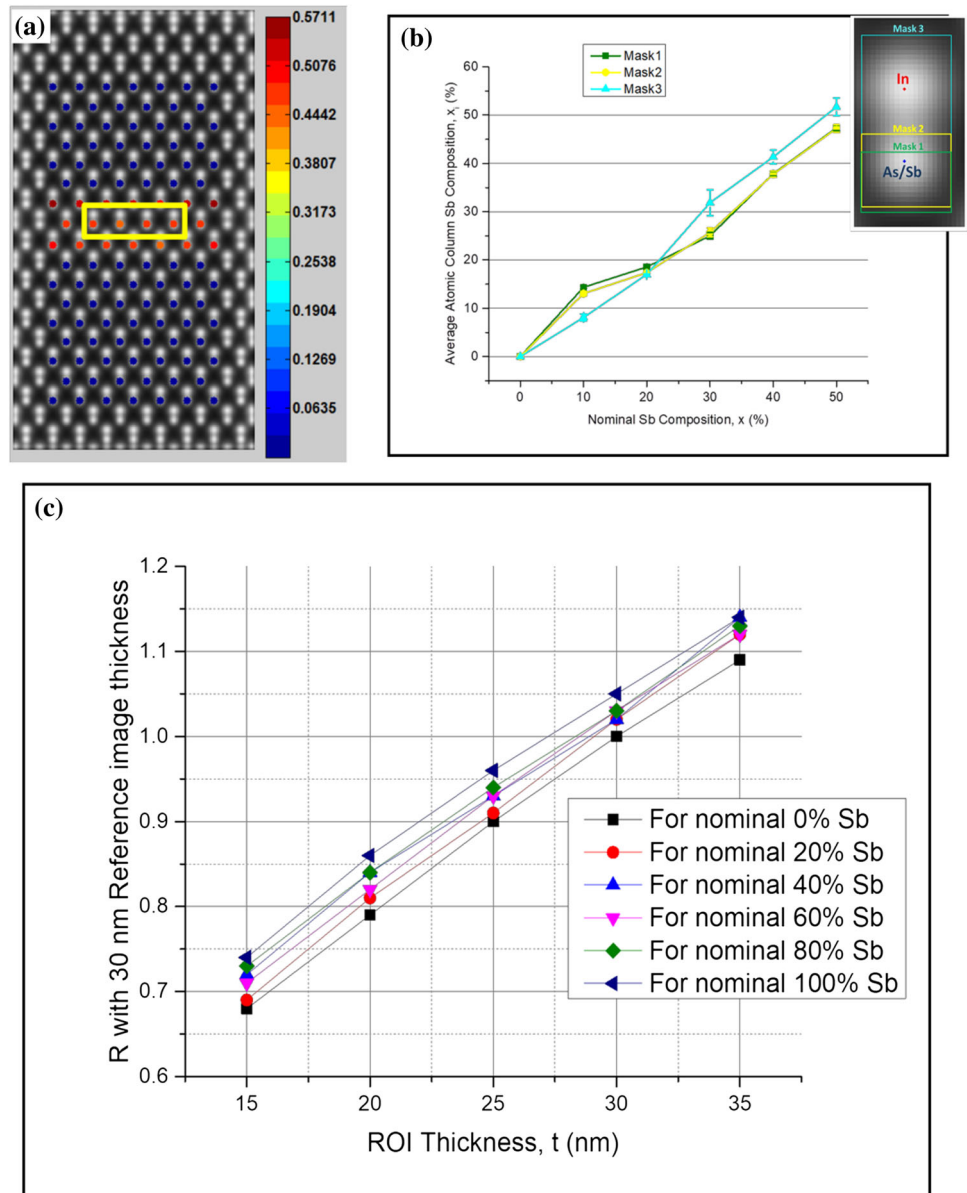 (a)
0.5711
0.5076
0.4442
0.3807
0.3173
0.2538
0.1904
0.1269
0.0635
(b)
Mask1
Mask2
Mask3
Average Atomic Column Sb Composition, xᵢ (%)
50
40
30
20
10
0
0 10 20 30 40 50
Nominal Sb Composition, x (%)
Mask 3
In
Mask 2
Mask 1
As/Sb
(c)
R with 30 nm Reference image thickness
1.2
1.1
1.0
0.9
0.8
0.7
0.6
For nominal 0% Sb
For nominal 20% Sb
For nominal 40% Sb
For nominal 60% Sb
For nominal 80% Sb
For nominal 100% Sb
15 20 25 30 35
ROI Thickness, t (nm)